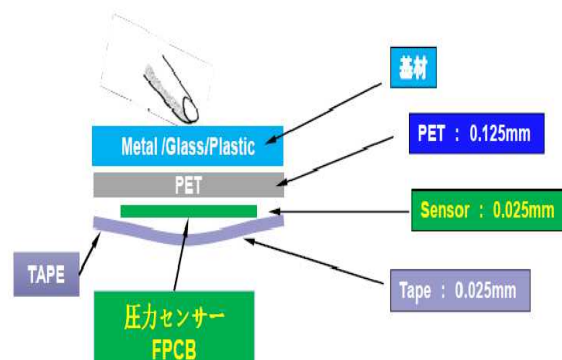 基材
Metal /Glass/Plastic
PET : 0.125mm
PET
Sensor : 0.025mm
TAPE
Tape : 0.025mm
圧力センサー
FPCB